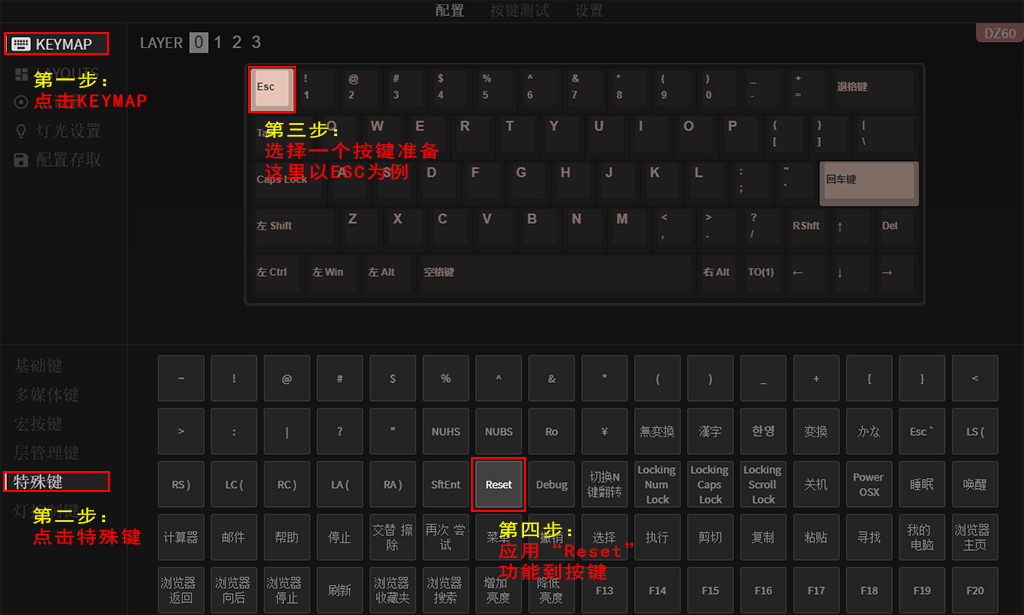 配置 按键测试 设置
KEYMAP
LAYER 0 1 2 3
DZ60
LAYOUTS
第一步：
点击KEYMAP
灯光设置
配置存取
Esc ! 1 @ 2 # 3 $ 4 % 5 ^ 6 & 7 * 8 ( 9 ) 0 _ - + = 退格键
Q W E R T Y U I O P { [ } ] | \
第三步：
选择一个按键准备
这里以ESC为例
Caps Lock A S D F G H J K L : ; " ' 回车键
左 Shift Z X C V B N M < , > . ? / RShft ↑ Del
左 Ctrl 左 Win 左 Alt 空格键 右 Alt TO(1) ← ↓ →
基础键
多媒体键
宏按键
层管理键
特殊键
第二步：
点击特殊键
~ ! @ # $ % ^ & * ( ) _ + { } <
> : | ? " NUHS NUBS Ro ¥ 無変換 漢字 한영 変換 かな Esc ` LS (
RS ) LC ( RC ) LA ( RA ) SftEnt Reset Debug 切换N键翻转 Locking Num Lock Locking Caps Lock Locking Scroll Lock 关机 Power OSX 睡眠 唤醒
计算器 邮件 帮助 停止 交替 擦除 再次 尝试 菜单 撤销 选择 执行 剪切 复制 粘贴 寻找 我的电脑 浏览器主页
第四步：
应用“Reset”
功能到按键
浏览器返回 浏览器向后 浏览器停止 刷新 浏览器收藏夹 浏览器搜索 增加亮度 降低亮度 F13 F14 F15 F16 F17 F18 F19 F20